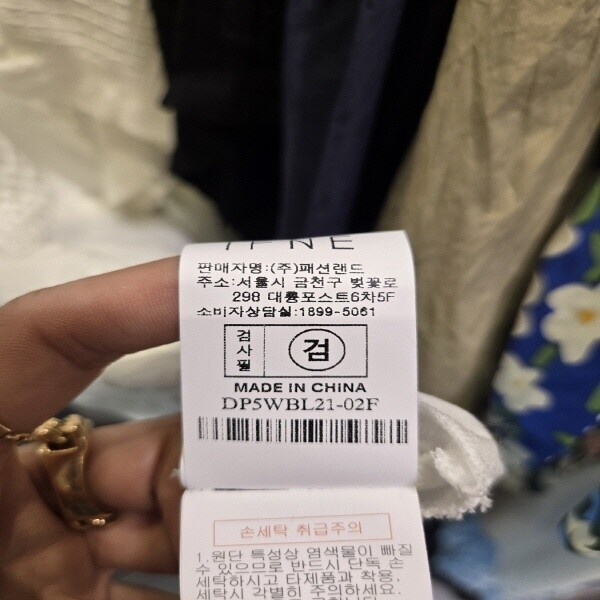 판매자명:(주)패션랜드
주소:서울시 금천구 벚꽃로
298 대륭포스트6차5F
소비자상담실:1899-5061
검사필
검
MADE IN CHINA
DP5WBL21-02F
손세탁 취급주의
1.원단 특성상 염색물이 빠질
수 있으므로 반드시 단독 손
세탁하시고 타제품과 착용,
세탁시 각별히 주의하세요.